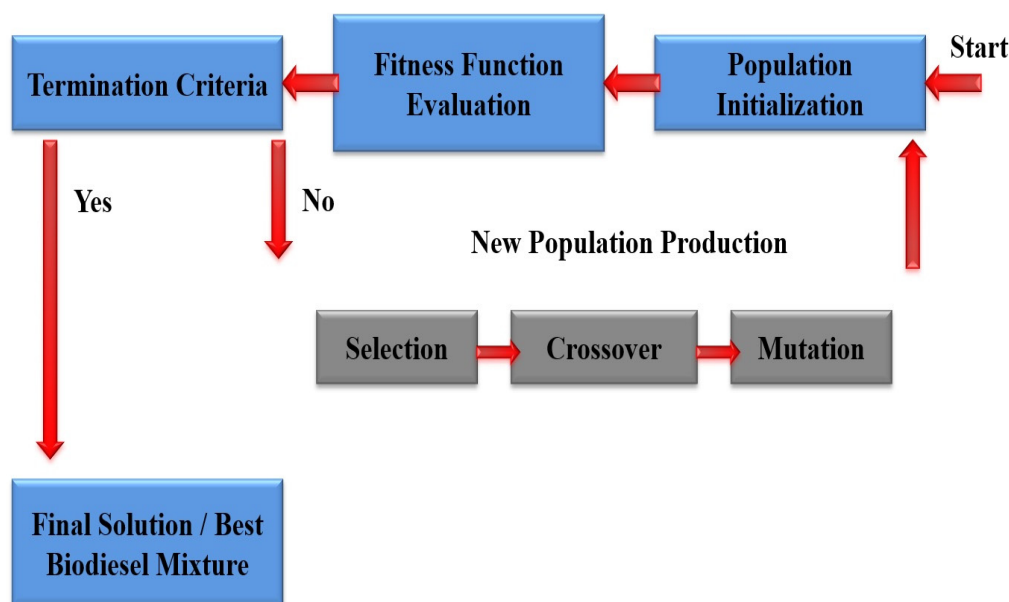 Start
Population
Initialization
Fitness Function
Evaluation
Termination Criteria
Yes
No
New Population Production
Selection
Crossover
Mutation
Final Solution / Best
Biodiesel Mixture